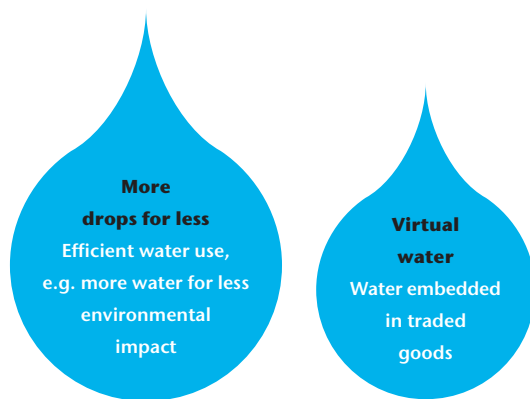 More
drops for less
Efficient water use,
e.g. more water for less
environmental
impact
Virtual
water
Water embedded
in traded
goods